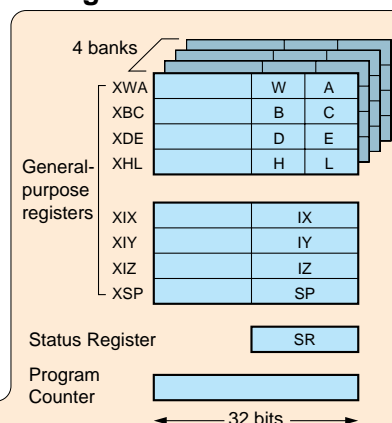 4 banks
XWA W A
XBC B C
XDE D E
XHL H L
General-
purpose
registers
XIX IX
XIY IY
XIZ IZ
XSP SP
Status Register SR
Program
Counter
32 bits